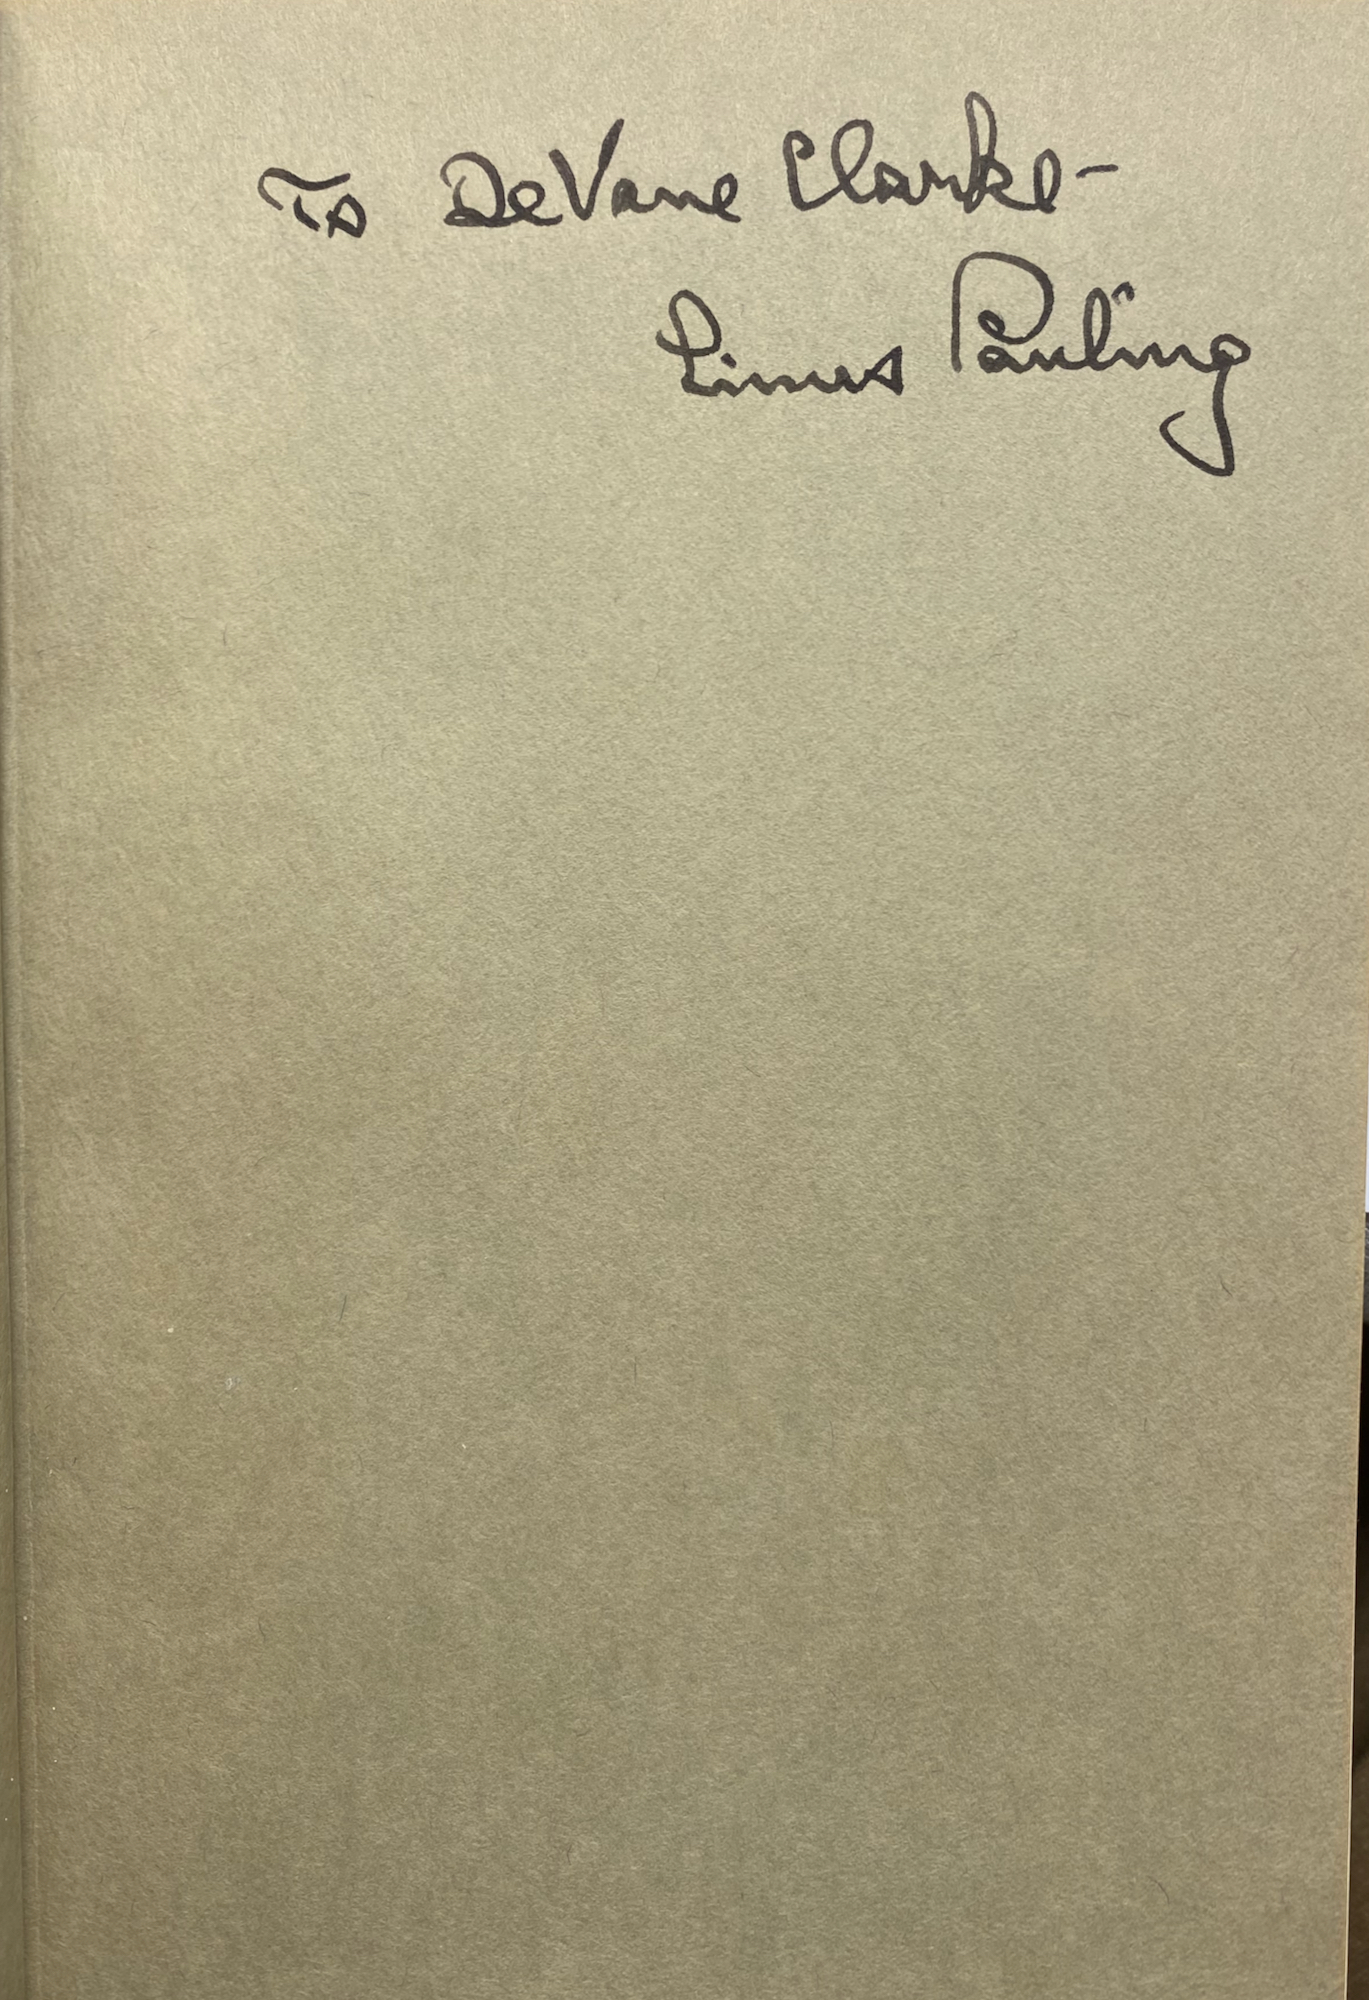 To DeVane Clarke-
Linus Pauling